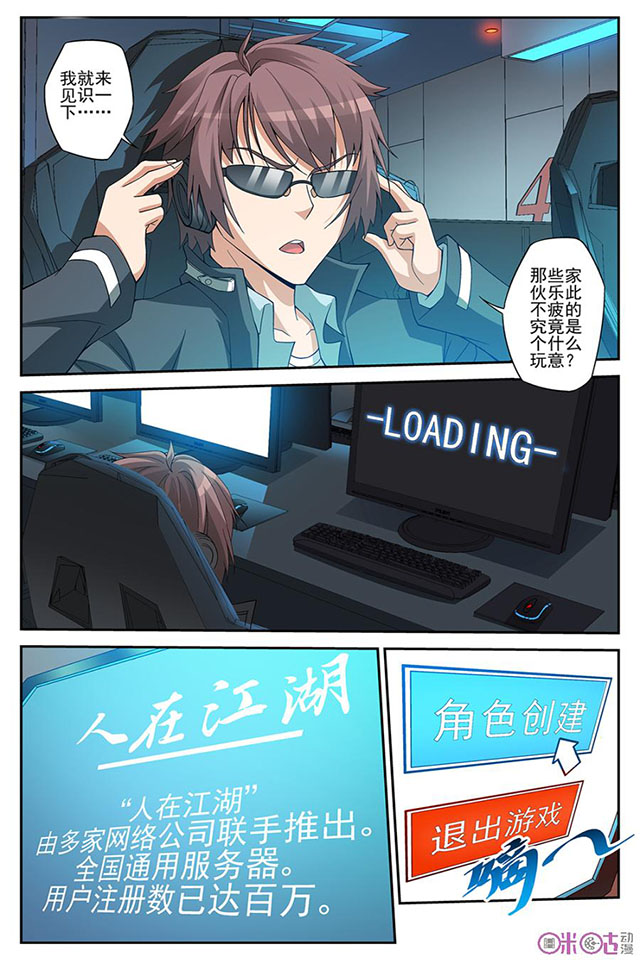 我就来
见识一
下……
那些家
伙乐此
不疲的
究竟是
个什么
玩意？
-LOADING-
4
人在江湖
“人在江湖”
由多家网络公司联手推出。
全国通用服务器。
用户注册数已达百万。
角色创建
退出游戏
嘀～
咪咕动漫